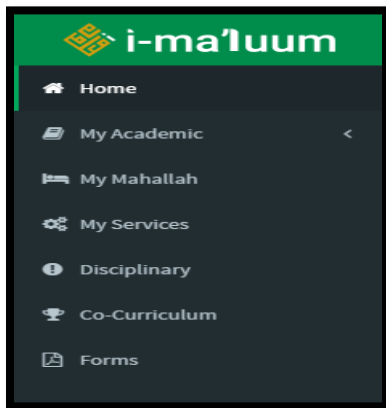 i-ma'luum
Home
My Academic
My Mahallah
My Services
Disciplinary
Co-Curriculum
Forms